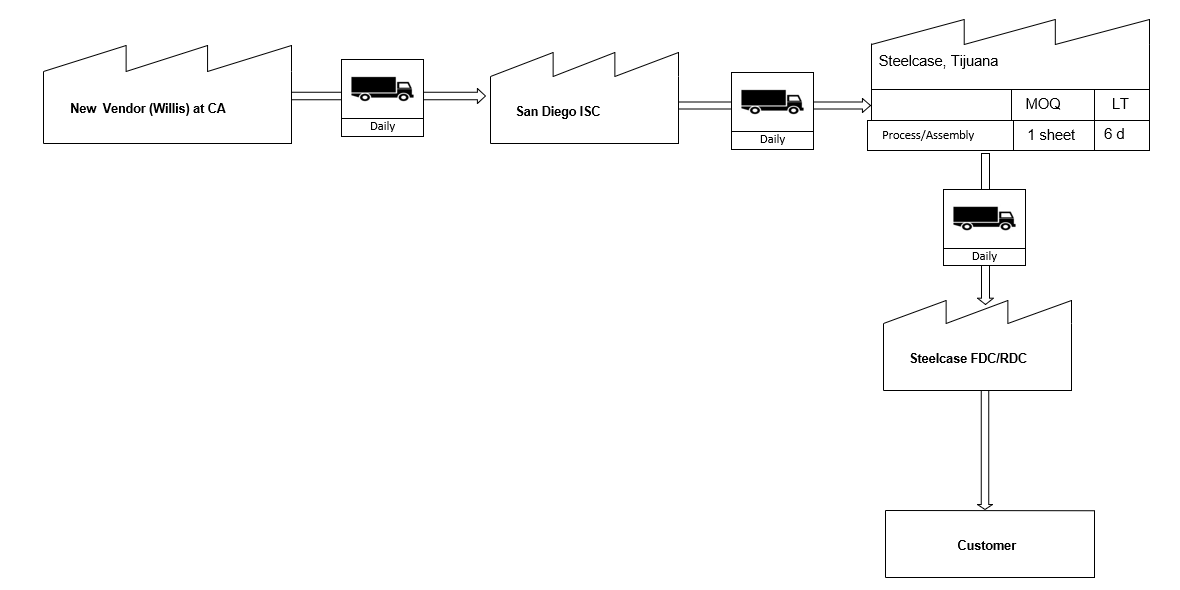 Steelcase, Tijuana
New Vendor (Willis) at CA
Daily
San Diego ISC
Daily
MOQ LT
Process/Assembly 1 sheet 6 d
Daily
Steelcase FDC/RDC
Customer